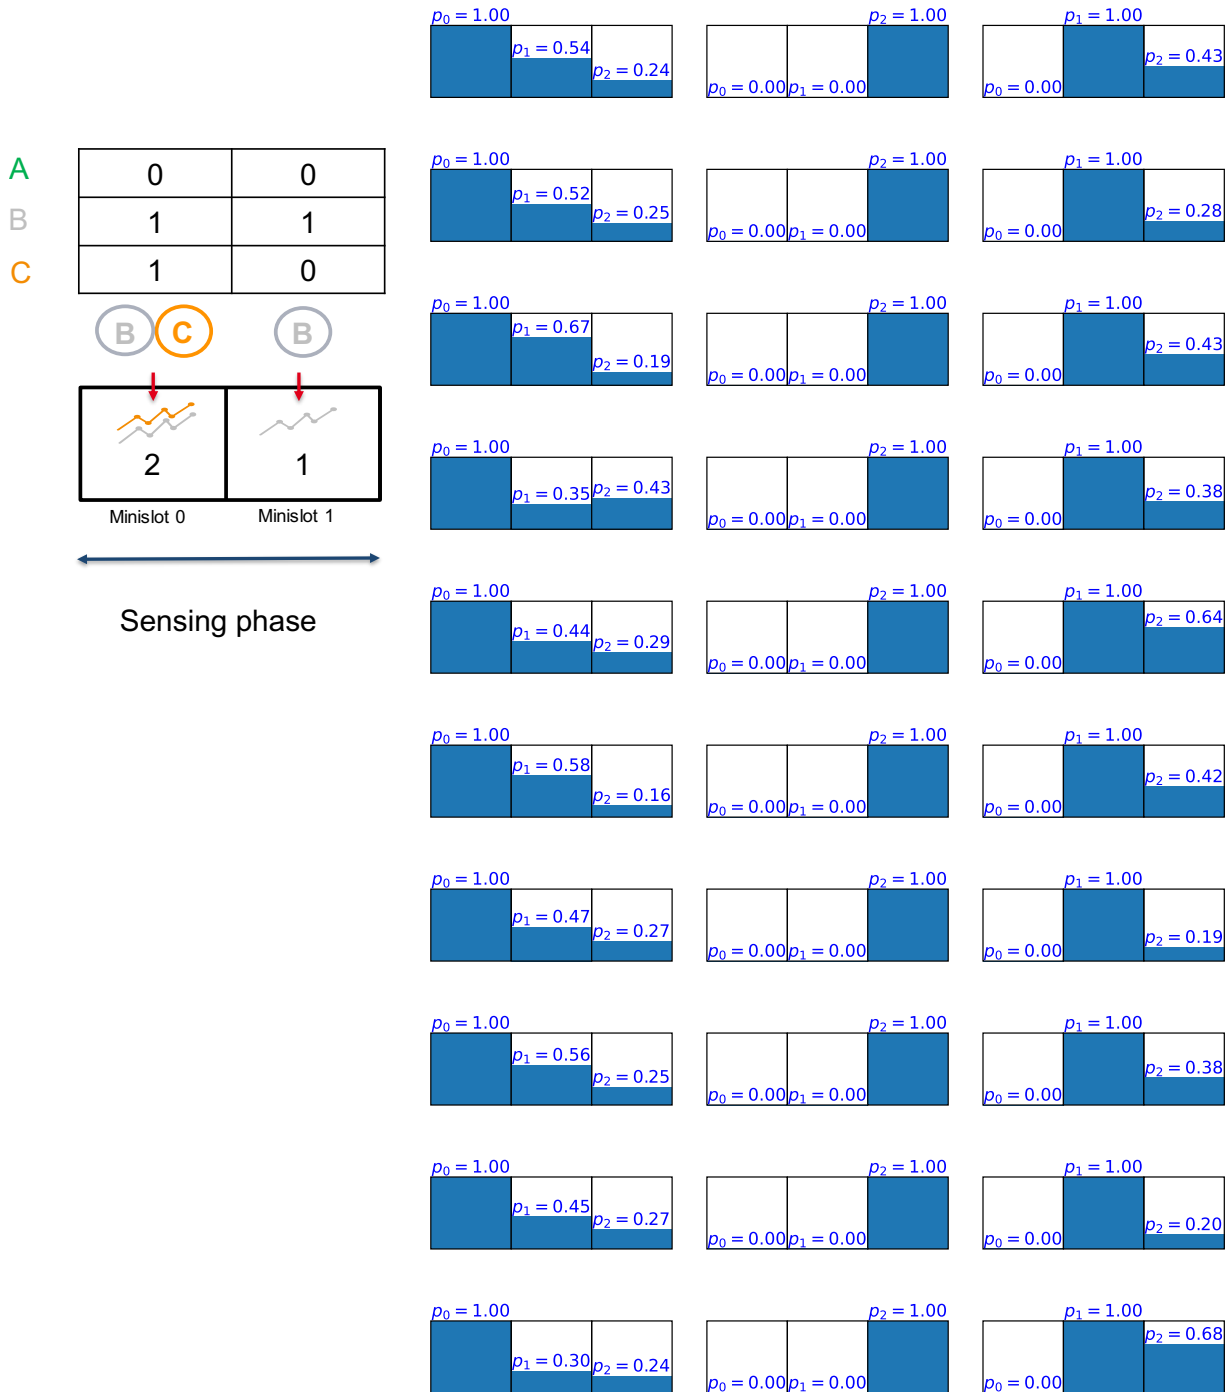 p₀ = 1.00 p₂ = 1.00 p₁ = 1.00
p₁ = 0.54 p₂ = 0.43
p₂ = 0.24
p₀ = 0.00 p₁ = 0.00 p₀ = 0.00
p₀ = 1.00 p₂ = 1.00 p₁ = 1.00
A 0 0
p₁ = 0.52
p₂ = 0.25 p₂ = 0.28
B 1 1
p₀ = 0.00 p₁ = 0.00 p₀ = 0.00
C 1 0
p₀ = 1.00 p₂ = 1.00 p₁ = 1.00
B C B
p₁ = 0.67
p₂ = 0.19 p₂ = 0.43
p₀ = 0.00 p₁ = 0.00 p₀ = 0.00
p₀ = 1.00 p₂ = 1.00 p₁ = 1.00
2 1
p₁ = 0.35 p₂ = 0.43 p₂ = 0.38
Minislot 0 Minislot 1
p₀ = 0.00 p₁ = 0.00 p₀ = 0.00
p₀ = 1.00 p₂ = 1.00 p₁ = 1.00
Sensing phase
p₁ = 0.44 p₂ = 0.29 p₂ = 0.64
p₀ = 0.00 p₁ = 0.00 p₀ = 0.00
p₀ = 1.00 p₂ = 1.00 p₁ = 1.00
p₁ = 0.58 p₂ = 0.42
p₂ = 0.16
p₀ = 0.00 p₁ = 0.00 p₀ = 0.00
p₀ = 1.00 p₂ = 1.00 p₁ = 1.00
p₁ = 0.47 p₂ = 0.27 p₂ = 0.19
p₀ = 0.00 p₁ = 0.00 p₀ = 0.00
p₀ = 1.00 p₂ = 1.00 p₁ = 1.00
p₁ = 0.56 p₂ = 0.38
p₂ = 0.25
p₀ = 0.00 p₁ = 0.00 p₀ = 0.00
p₀ = 1.00 p₂ = 1.00 p₁ = 1.00
p₁ = 0.45 p₂ = 0.27 p₂ = 0.20
p₀ = 0.00 p₁ = 0.00 p₀ = 0.00
p₀ = 1.00 p₂ = 1.00 p₁ = 1.00
p₂ = 0.68
p₁ = 0.30 p₂ = 0.24
p₀ = 0.00 p₁ = 0.00 p₀ = 0.00